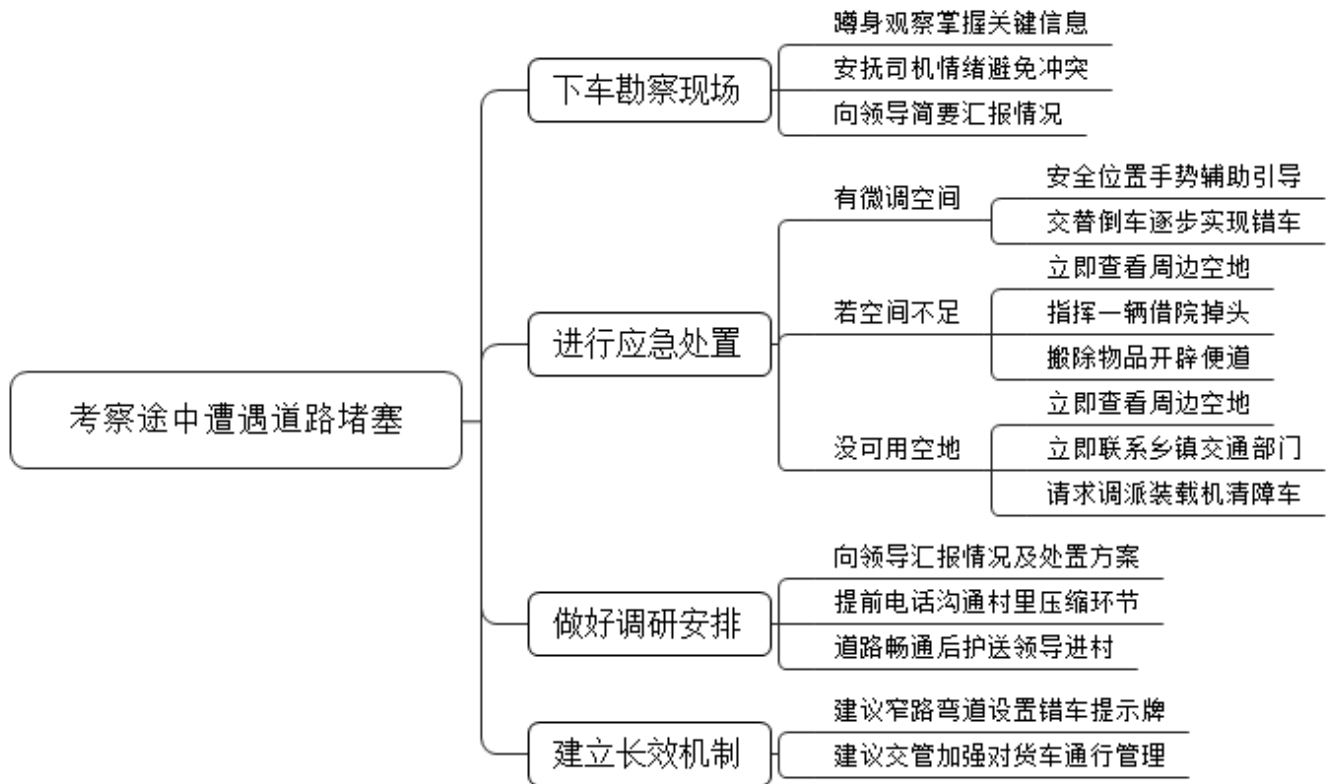 考察途中遭遇道路堵塞
下车勘察现场
蹲身观察掌握关键信息
安抚司机情绪避免冲突
向领导简要汇报情况
进行应急处置
有微调空间
安全位置手势辅助引导
交替倒车逐步实现错车
若空间不足
立即查看周边空地
指挥一辆借院掉头
搬除物品开辟便道
没可用空地
立即查看周边空地
立即联系乡镇交通部门
请求调派装载机清障车
做好调研安排
向领导汇报情况及处置方案
提前电话沟通村里压缩环节
道路畅通后护送领导进村
建立长效机制
建议窄路弯道设置错车提示牌
建议交管加强对货车通行管理